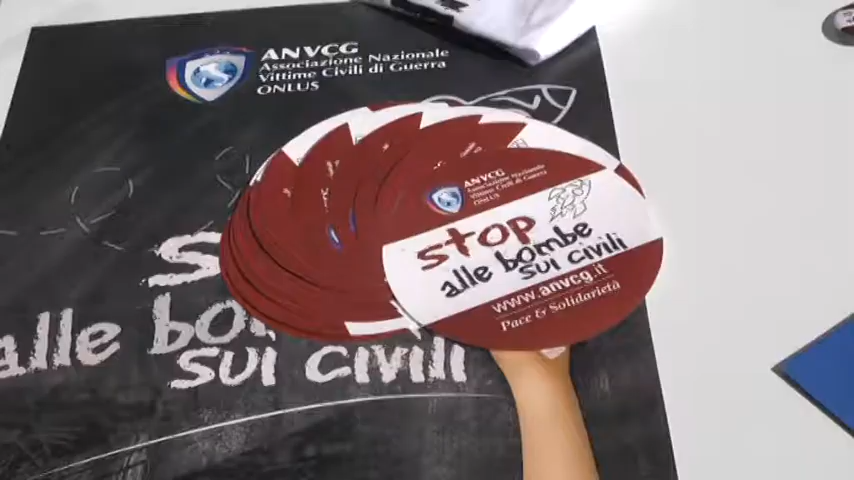 ANVCG
Associazione Nazionale
Vittime Civili di Guerra
ONLUS
ANVCG
Associazione Nazionale
Vittime Civili di Guerra
ONLUS
stop
alle bombe
sui civili
www.anvcg.it
Pace & Solidarietà
s
alle bo
sui civili